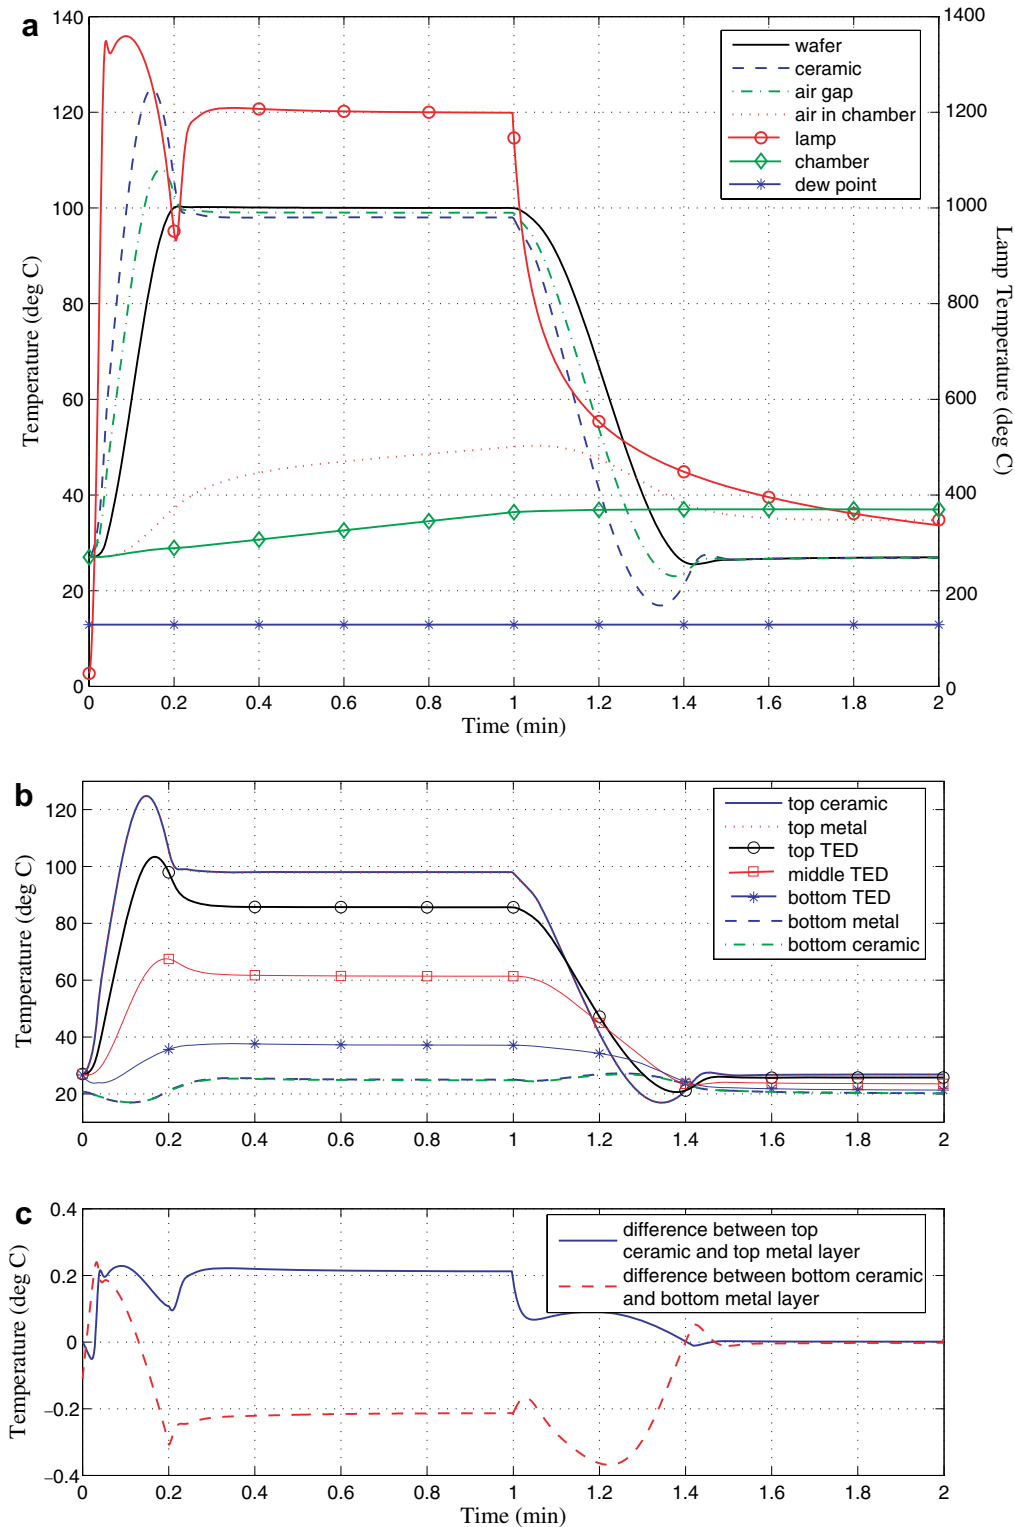 a
140
120
100
80
60
40
20
0
1400
1200
1000
800
600
400
200
0
Temperature (deg C)
Lamp Temperature (deg C)
wafer
ceramic
air gap
air in chamber
lamp
chamber
dew point
0 0.2 0.4 0.6 0.8 1 1.2 1.4 1.6 1.8 2
Time (min)
b
120
100
80
60
40
20
Temperature (deg C)
top ceramic
top metal
top TED
middle TED
bottom TED
bottom metal
bottom ceramic
0 0.2 0.4 0.6 0.8 1 1.2 1.4 1.6 1.8 2
c
0.4
0.2
0
−0.2
−0.4
Temperature (deg C)
difference between top
ceramic and top metal layer
difference between bottom ceramic
and bottom metal layer
0 0.2 0.4 0.6 0.8 1 1.2 1.4 1.6 1.8 2
Time (min)